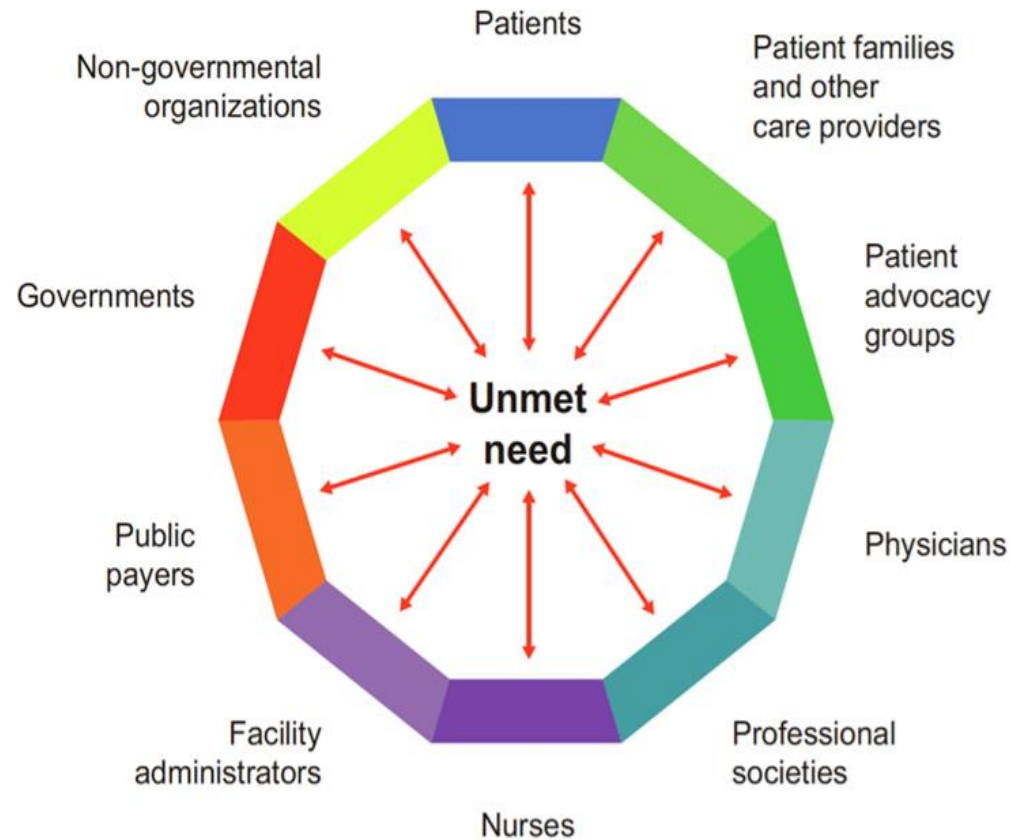 Patients
Patient families
and other
care providers
Patient
advocacy
groups
Physicians
Professional
societies
Nurses
Facility
administrators
Public
payers
Governments
Non-governmental
organizations
Unmet
need